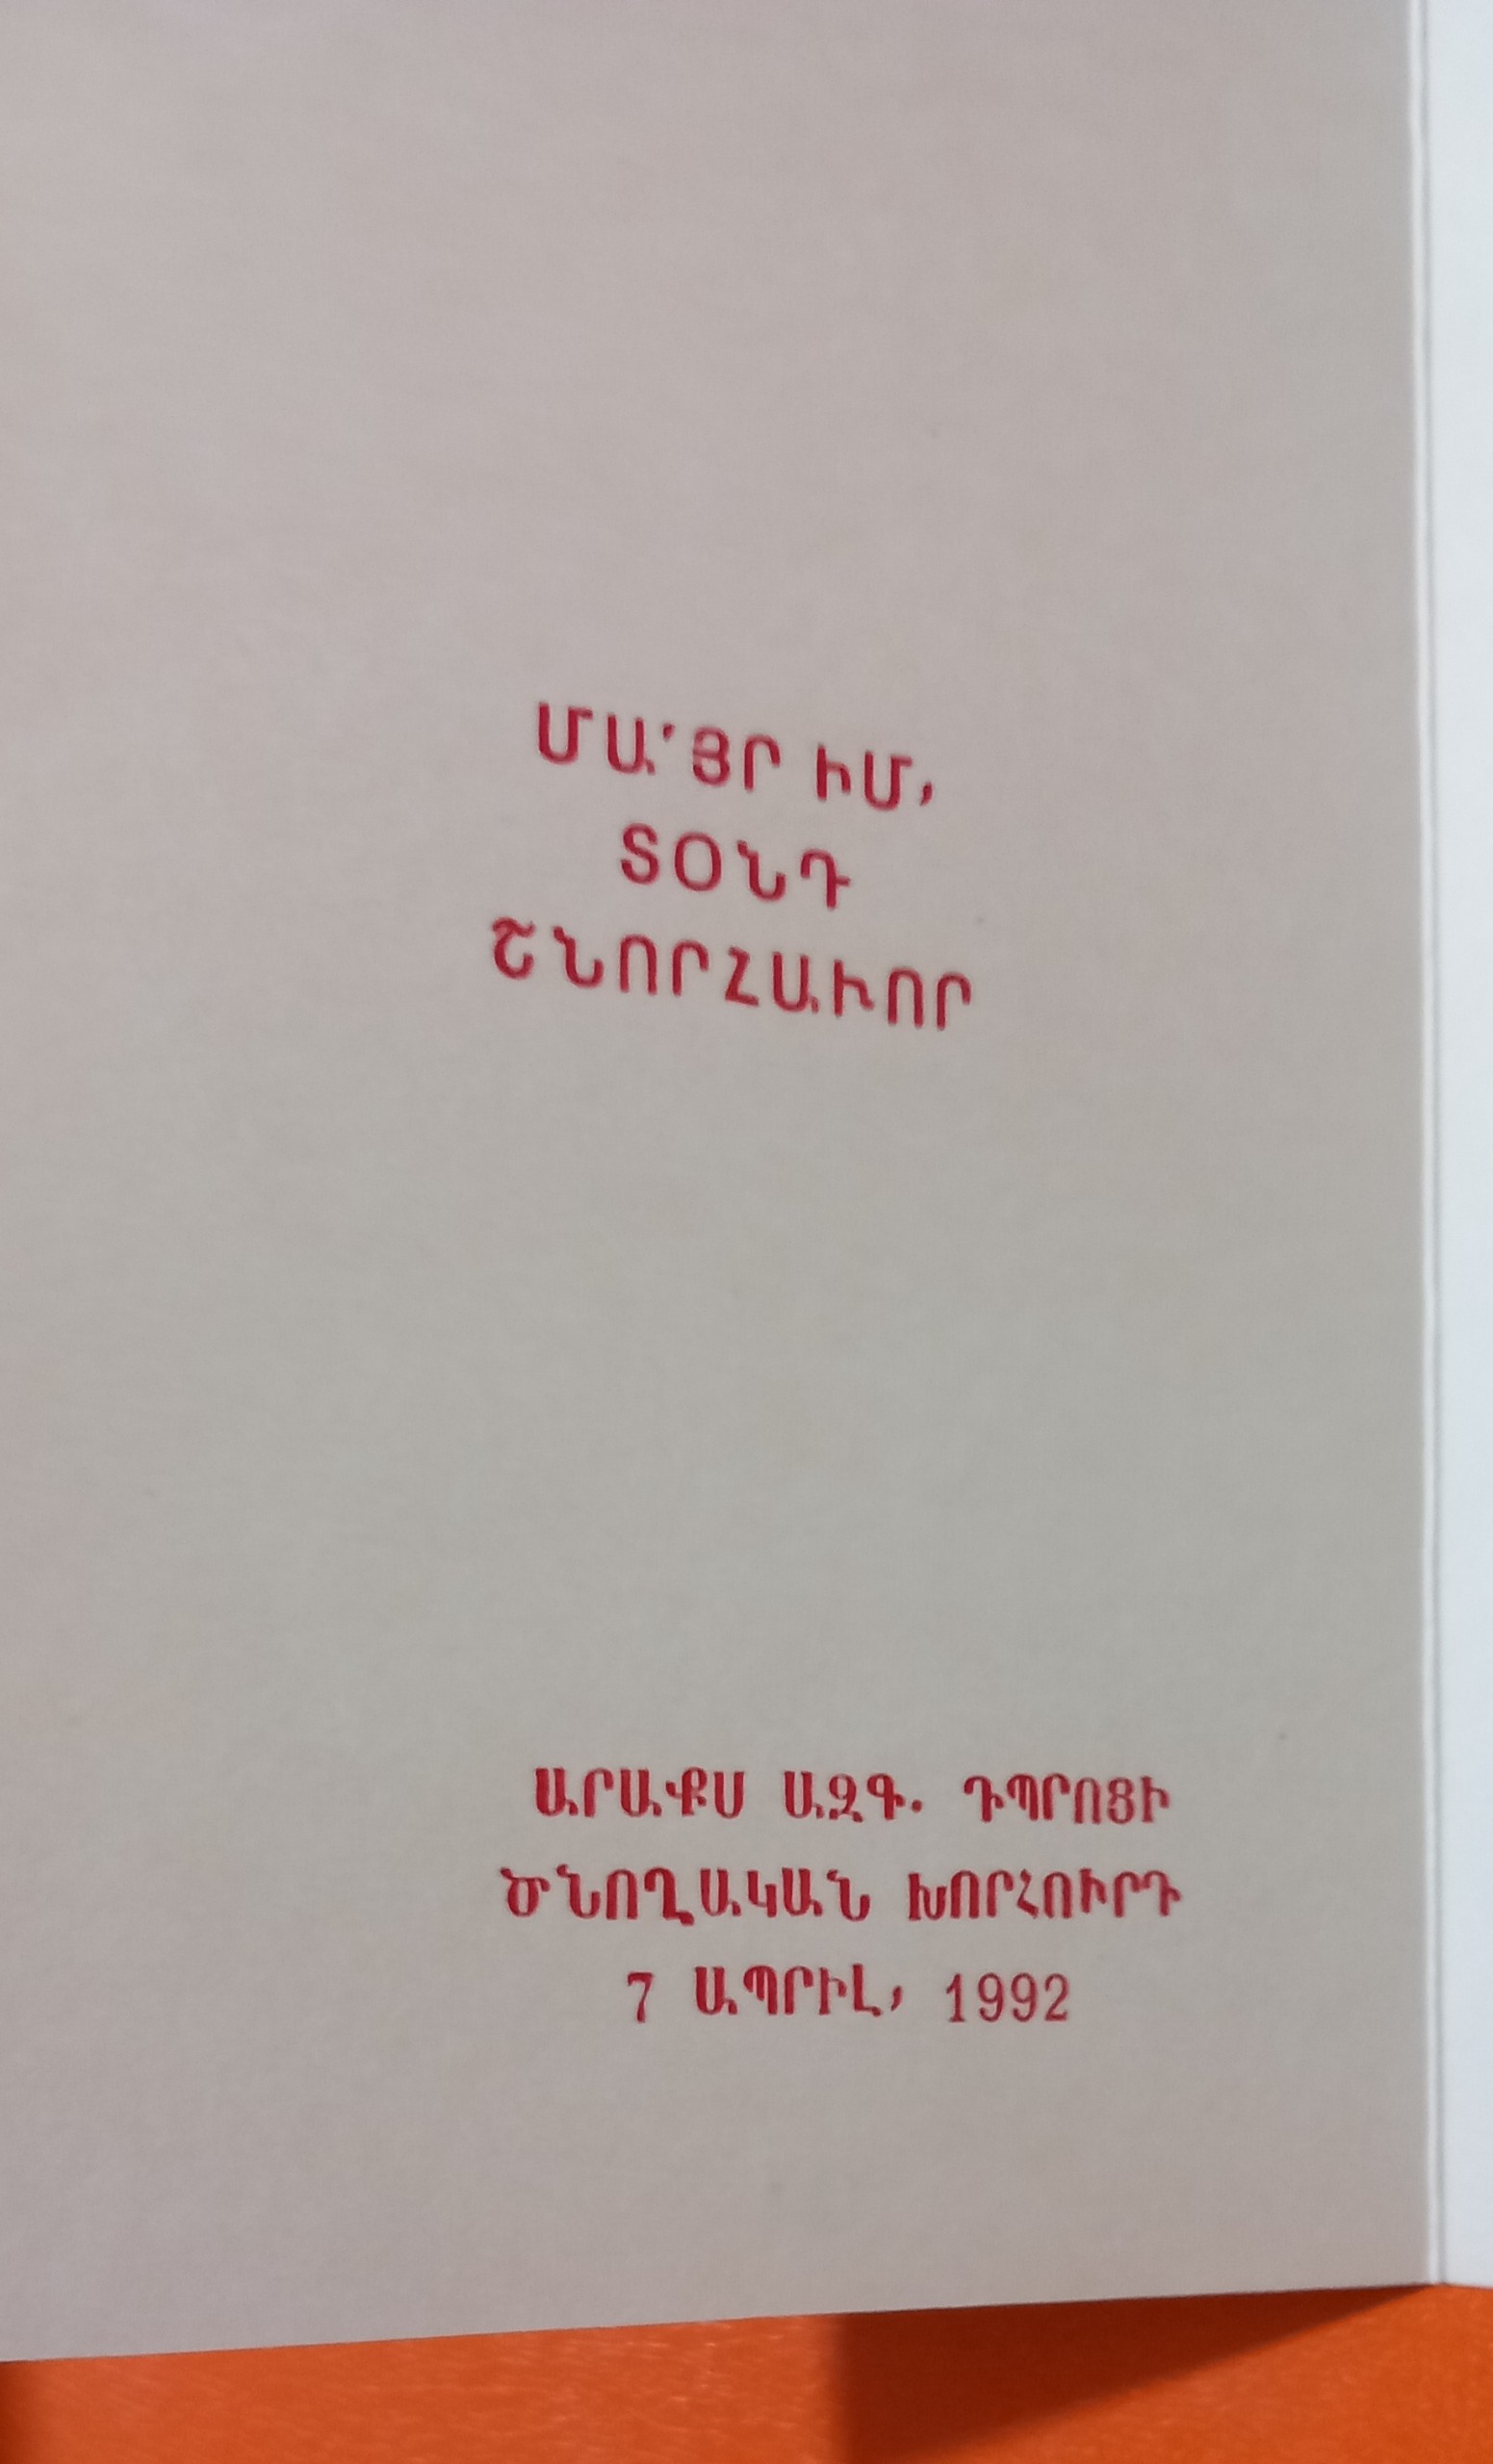 ՄԱ՛ՅՐ ԻՄ,
ՏՕՆԴ
ՇՆՈՐՀԱՒՈՐ
ԱՐԱՔՍ ԱԶԳ. ԴՊՐՈՑԻ
ԾՆՈՂԱԿԱՆ ԽՈՐՀՈՒՐԴ
7 ԱՊՐԻԼ, 1992